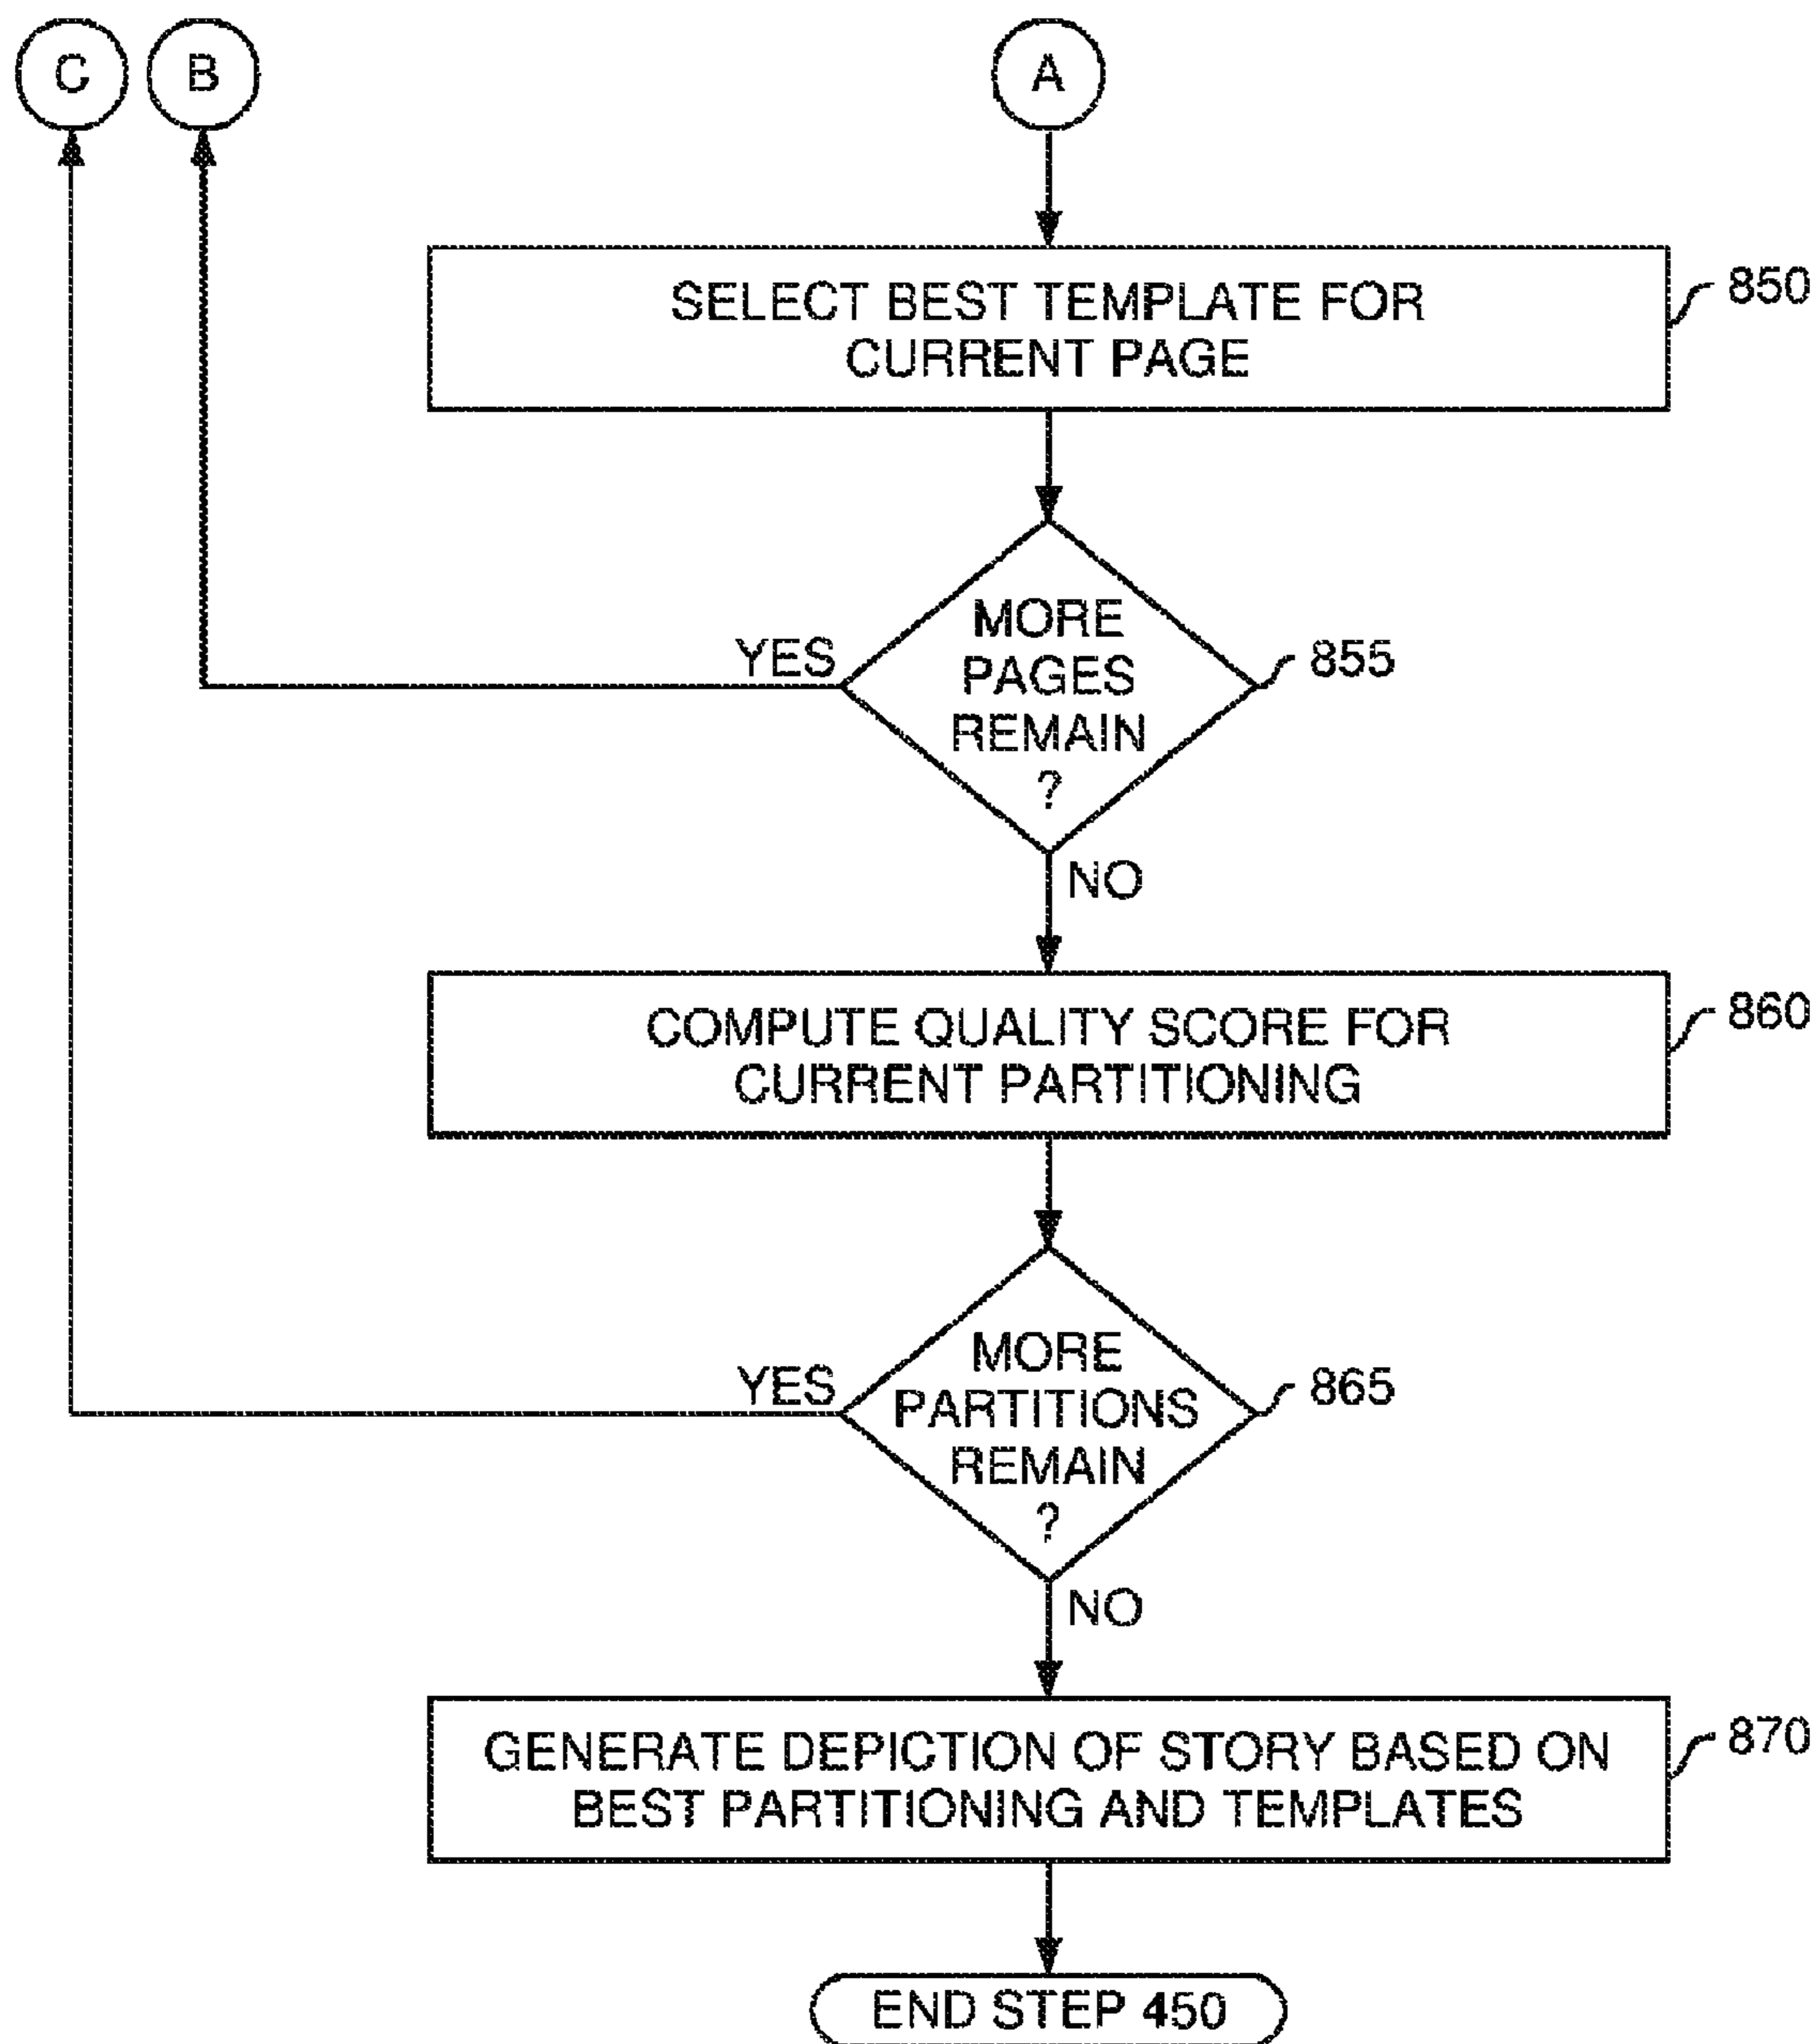 C
B
A
SELECT BEST TEMPLATE FOR
CURRENT PAGE
850
MORE
PAGES
REMAIN
?
855
YES
NO
COMPUTE QUALITY SCORE FOR
CURRENT PARTITIONING
860
MORE
PARTITIONS
REMAIN
?
865
YES
NO
GENERATE DEPICTION OF STORY BASED ON
BEST PARTITIONING AND TEMPLATES
870
END STEP 450